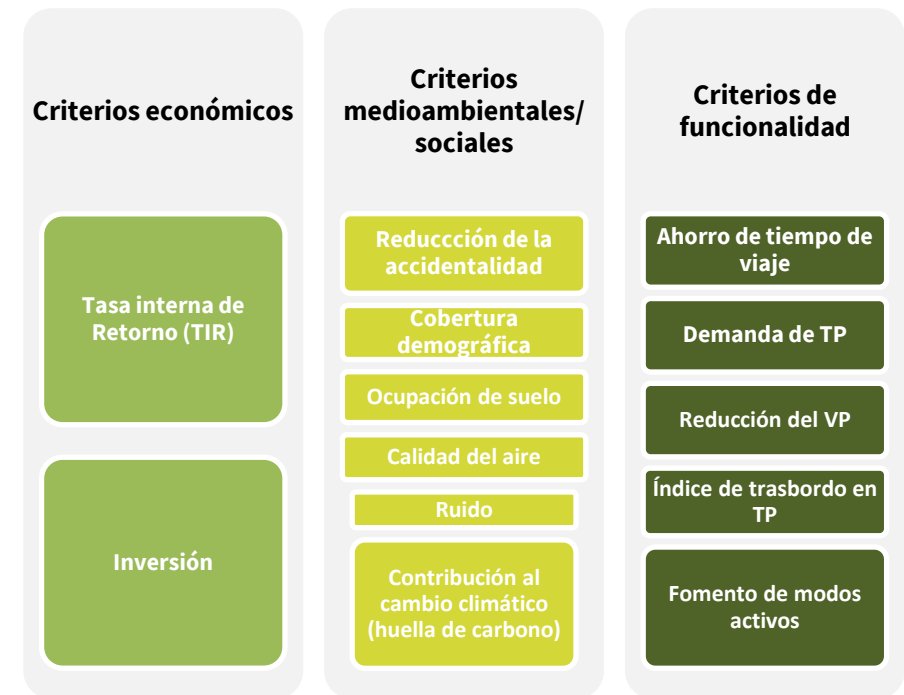 Criterios económicos
Tasa interna de
Retorno (TIR)
Inversión
Criterios
medioambientales/
sociales
Reduccción de la
accidentalidad
Cobertura
demográfica
Ocupación de suelo
Calidad del aire
Ruido
Contribución al
cambio climático
(huella de carbono)
Criterios de
funcionalidad
Ahorro de tiempo de
viaje
Demanda de TP
Reducción del VP
Índice de trasbordo en
TP
Fomento de modos
activos